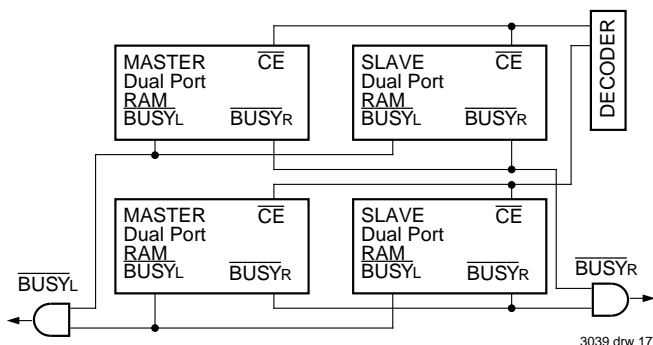 MASTER
Dual Port
RAM
BUSYL
CE
BUSYR
SLAVE
Dual Port
RAM
BUSYL
CE
BUSYR
DECODER
MASTER
Dual Port
RAM
BUSYL
CE
BUSYR
SLAVE
Dual Port
RAM
BUSYL
CE
BUSYR
BUSYL
BUSYR
3039 drw 17